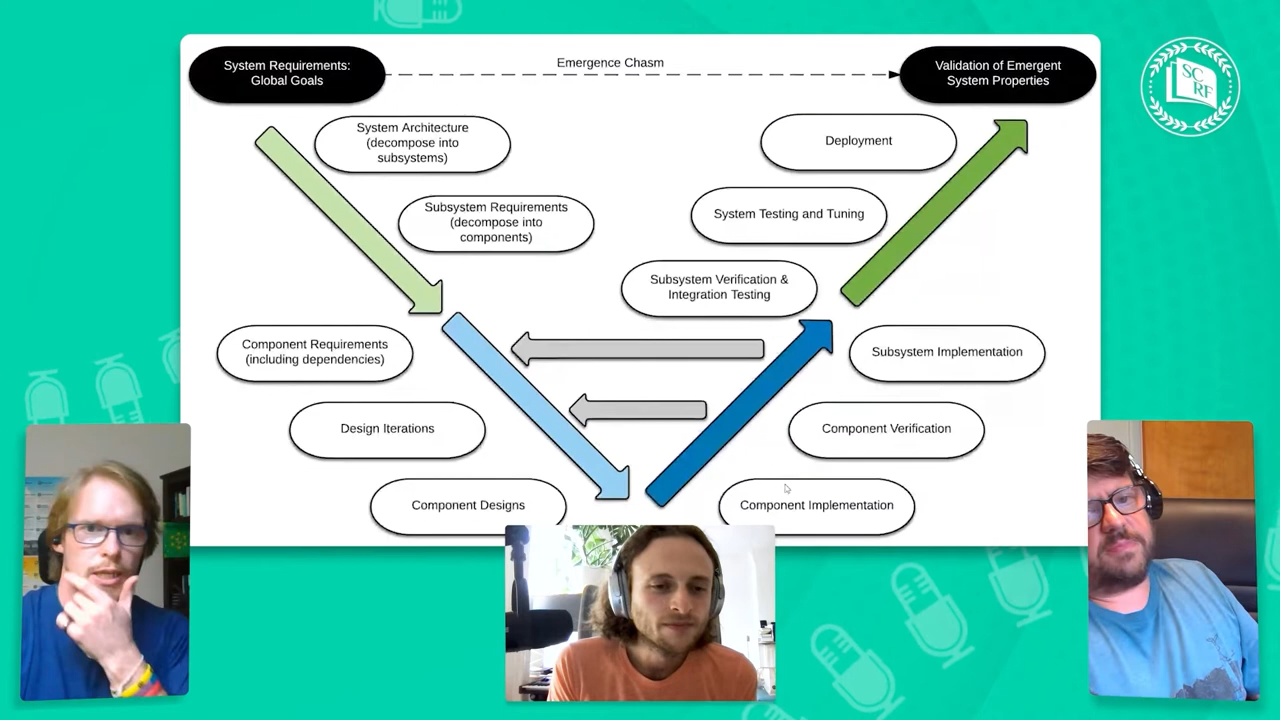 System Requirements:
Global Goals
Emergence Chasm
Validation of Emergent
System Properties
SC
RF
System Architecture
(decompose into
subsystems)
Deployment
Subsystem Requirements
(decompose into
components)
System Testing and Tuning
Subsystem Verification &
Integration Testing
Component Requirements
(including dependencies)
Subsystem Implementation
Design Iterations
Component Verification
Component Designs
Component Implementation